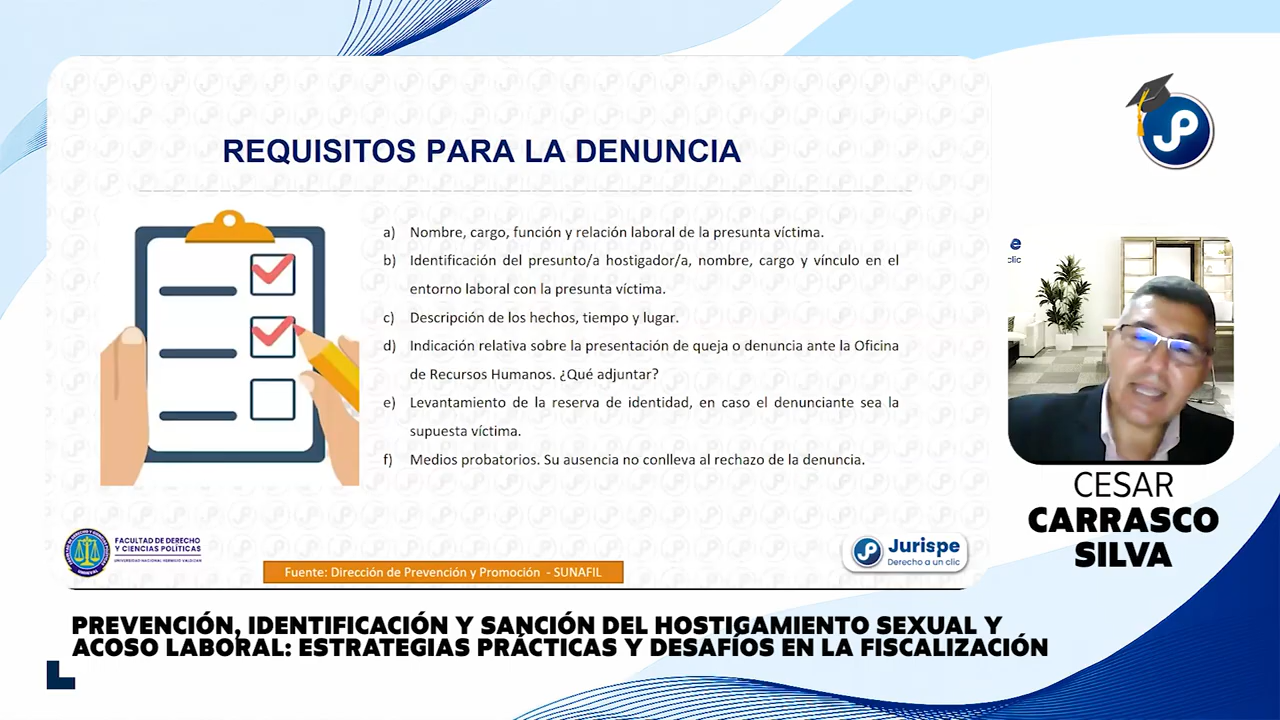 REQUISITOS PARA LA DENUNCIA
a) Nombre, cargo, función y relación laboral de la presunta víctima.
b) Identificación del presunto/a hostigador/a, nombre, cargo y vínculo en el
entorno laboral con la presunta víctima.
c) Descripción de los hechos, tiempo y lugar.
d) Indicación relativa sobre la presentación de queja o denuncia ante la Oficina
de Recursos Humanos. ¿Qué adjuntar?
e) Levantamiento de la reserva de identidad, en caso el denunciante sea la
supuesta víctima.
f) Medios probatorios. Su ausencia no conlleva al rechazo de la denuncia.
FACULTAD DE DERECHO
Y CIENCIAS POLÍTICAS
Fuente: Dirección de Prevención y Promoción - SUNAFIL
JP
Jurispe
Derecho a un clic
JP
e
clic
CESAR
CARRASCO
SILVA
PREVENCIÓN, IDENTIFICACIÓN Y SANCIÓN DEL HOSTIGAMIENTO SEXUAL Y
ACOSO LABORAL: ESTRATEGIAS PRÁCTICAS Y DESAFÍOS EN LA FISCALIZACIÓN